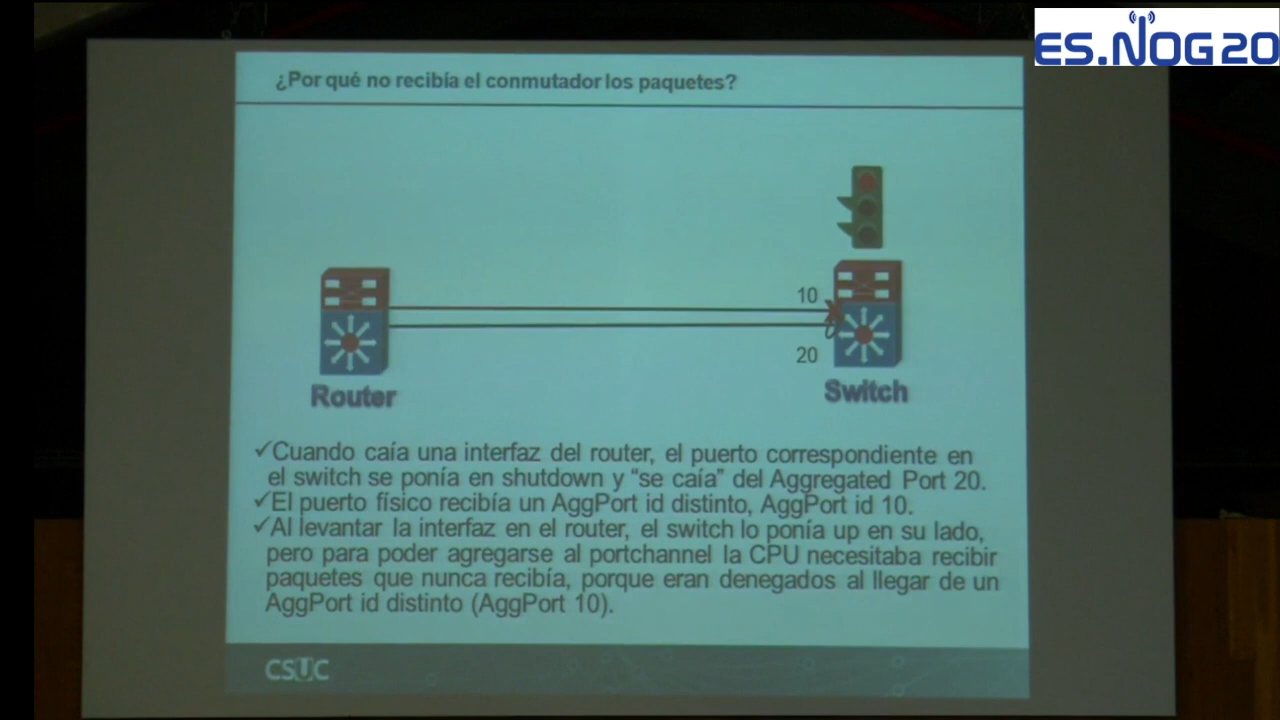 ES.NOG20
¿Por qué no recibía el conmutador los paquetes?
10
20
Router
Switch
✓Cuando caía una interfaz del router, el puerto correspondiente en
el switch se ponía en shutdown y “se caía” del Aggregated Port 20.
✓El puerto físico recibía un AggPort id distinto, AggPort id 10.
✓Al levantar la interfaz en el router, el switch lo ponía up en su lado,
pero para poder agregarse al portchannel la CPU necesitaba recibir
paquetes que nunca recibía, porque eran denegados al llegar de un
AggPort id distinto (AggPort 10).
CSUC